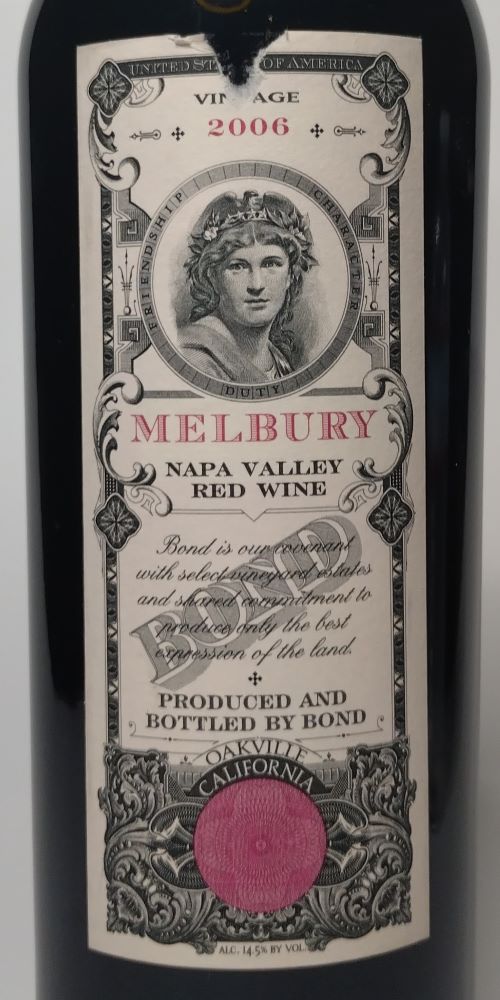 UNITED STATES OF AMERICA
VINTAGE
2006
FRIENDSHIP
CHARACTER
DUTY
MELBURY
NAPA VALLEY
RED WINE
BOND
Bond is our covenant
with select vineyard estates
and shared commitment to
produce only the best
expression of the land.
PRODUCED AND
BOTTLED BY BOND
OAKVILLE
CALIFORNIA
ALC. 14.5% BY VOL.